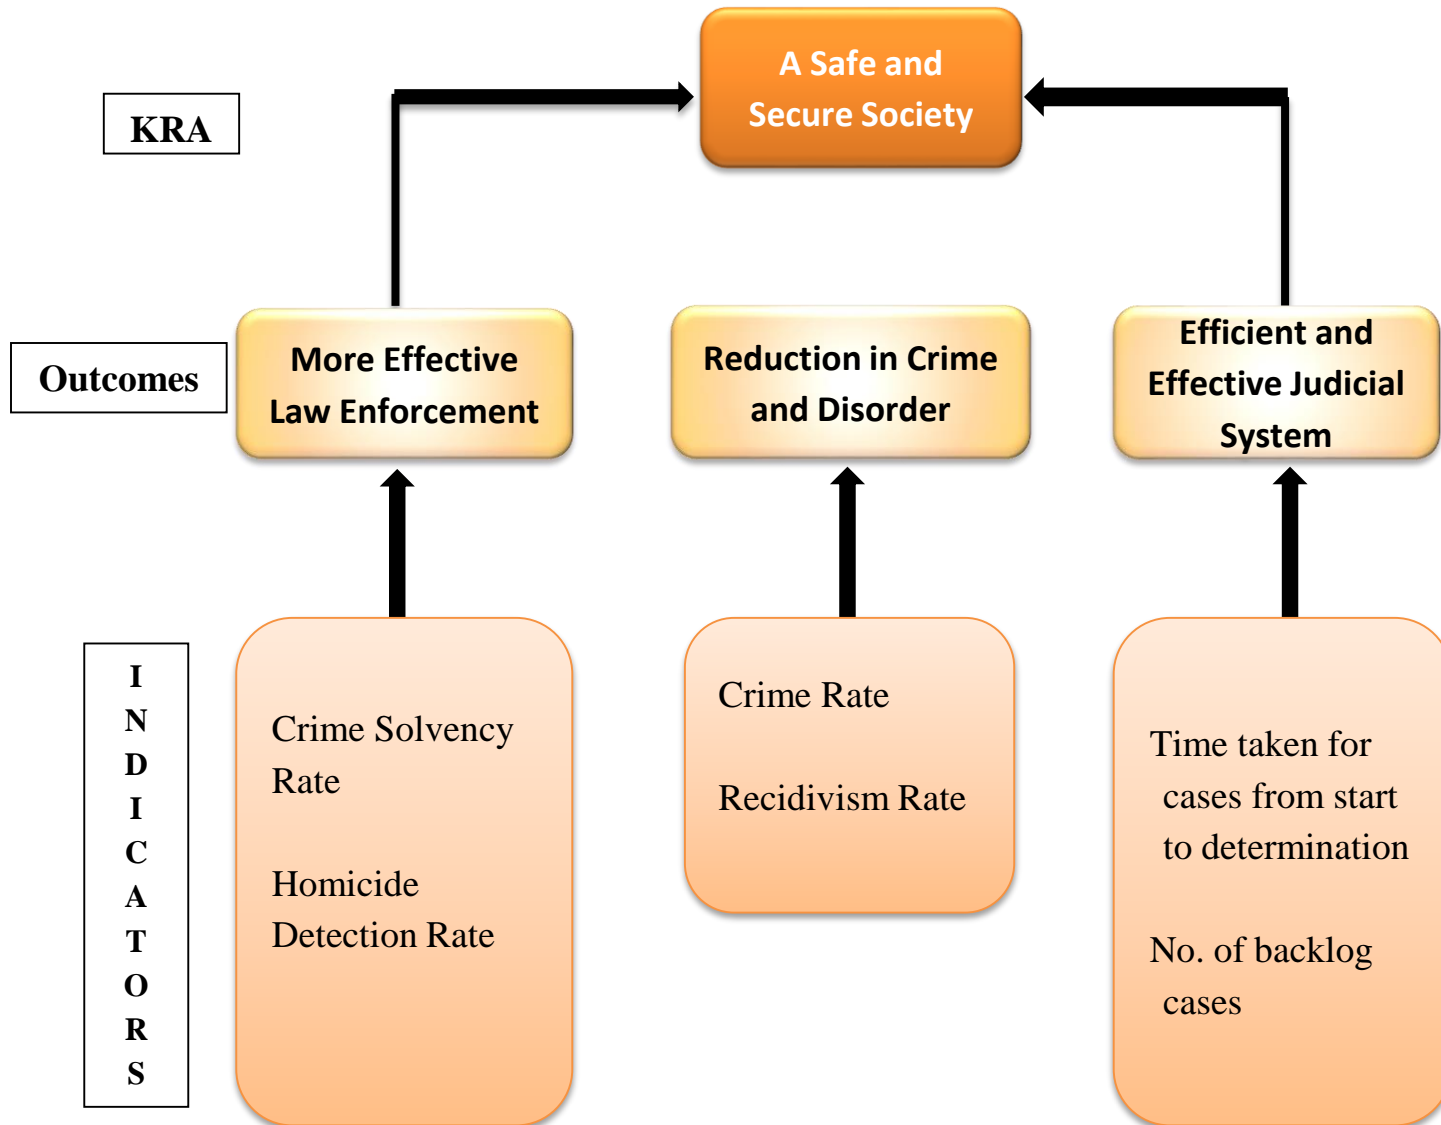 A Safe and
Secure Society
KRA
Outcomes
More Effective
Law Enforcement
Reduction in Crime
and Disorder
Efficient and
Effective Judicial
System
I
N
D
I
C
A
T
O
R
S
Crime Solvency
Rate
Homicide
Detection Rate
Crime Rate
Recidivism Rate
Time taken for
cases from start
to determination
No. of backlog
cases